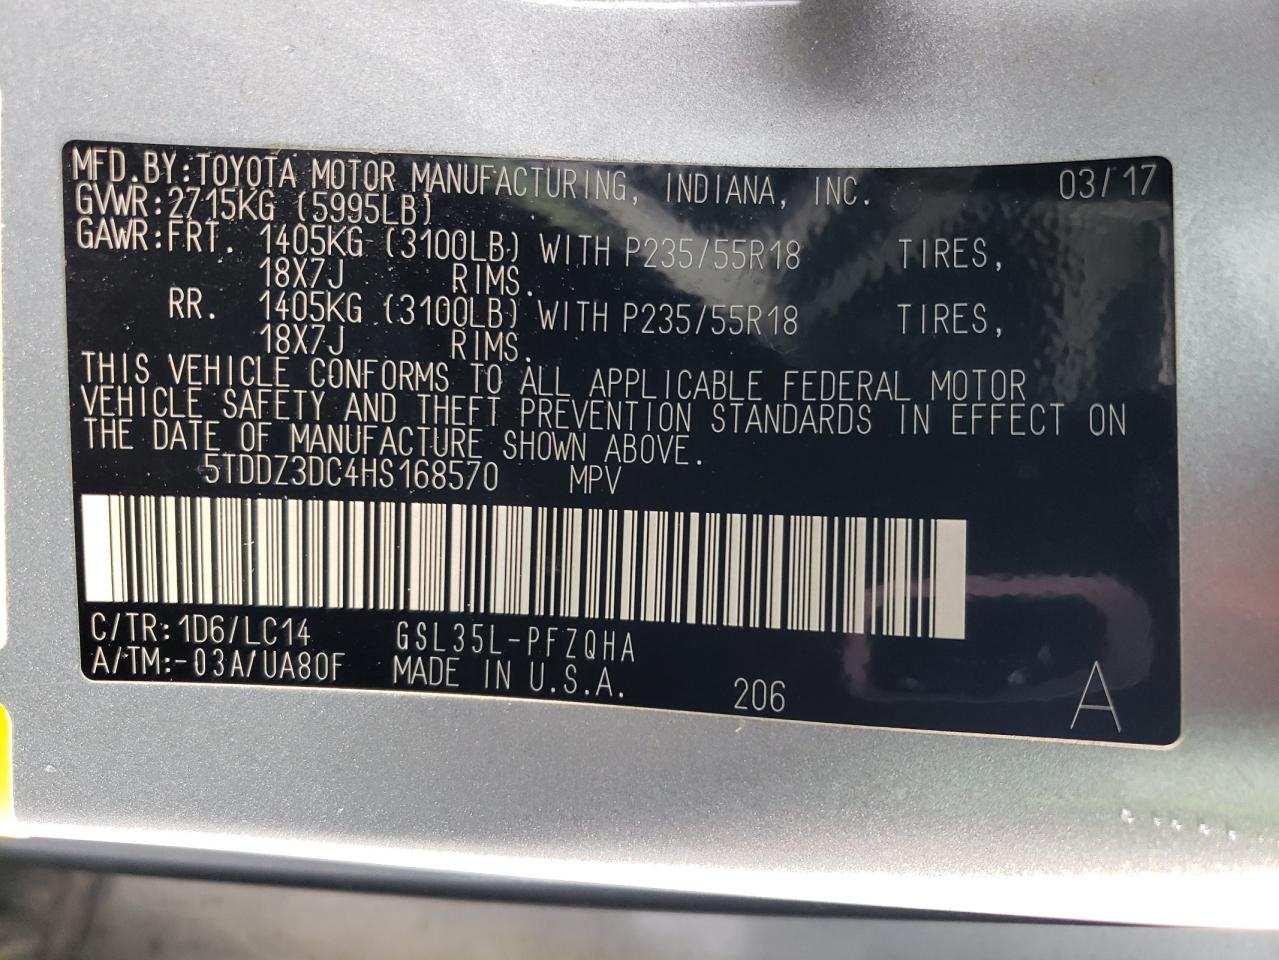 MFD.BY:TOYOTA MOTOR MANUFACTURING, INDIANA, INC. 03/17
GVWR:2715KG (5995LB)
GAWR:FRT. 1405KG (3100LB) WITH P235/55R18 TIRES,
18X7J RIMS.
RR. 1405KG (3100LB) WITH P235/55R18 TIRES,
18X7J RIMS.
THIS VEHICLE CONFORMS TO ALL APPLICABLE FEDERAL MOTOR
VEHICLE SAFETY AND THEFT PREVENTION STANDARDS IN EFFECT ON
THE DATE OF MANUFACTURE SHOWN ABOVE.
5TDDZ3DC4HS168570 MPV
C/TR:1D6/LC14 GSL35L-PFZQHA
A/TM:-03A/UA80F MADE IN U.S.A. 206 A